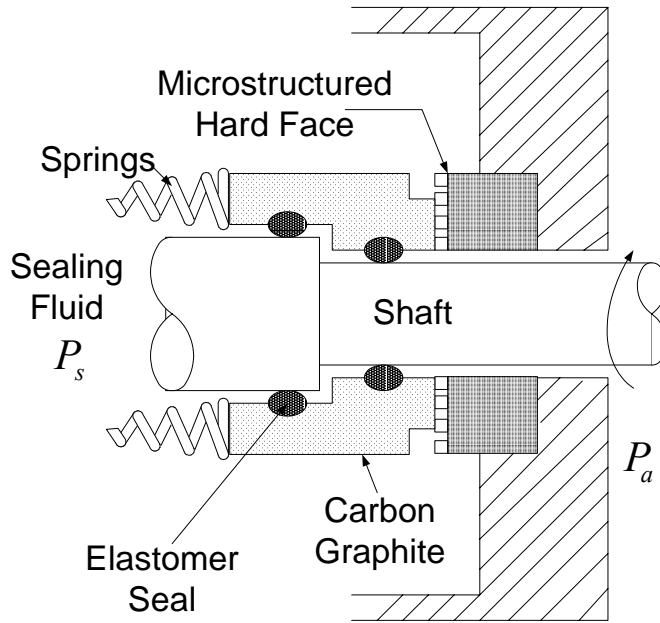 Microstructured
Hard Face
Springs
Sealing
Fluid
P_s
Shaft
P_a
Carbon
Graphite
Elastomer
Seal